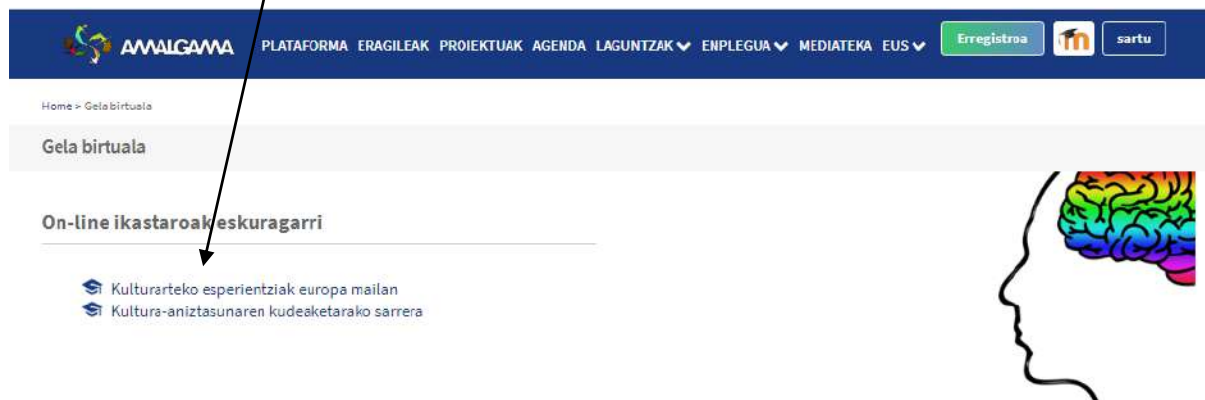 AMALGAMA PLATAFORMA ERAGILEAK PROIEKTUAK AGENDA LAGUNTZAK ENPLEGUA MEDIATEKA EUS Erregistroa m sartu
Home > Gela birtuala
Gela birtuala
On-line ikastaroak eskuragarri
Kulturarteko esperientziak europa mailan
Kultura-aniztasunaren kudeaketarako sarrera